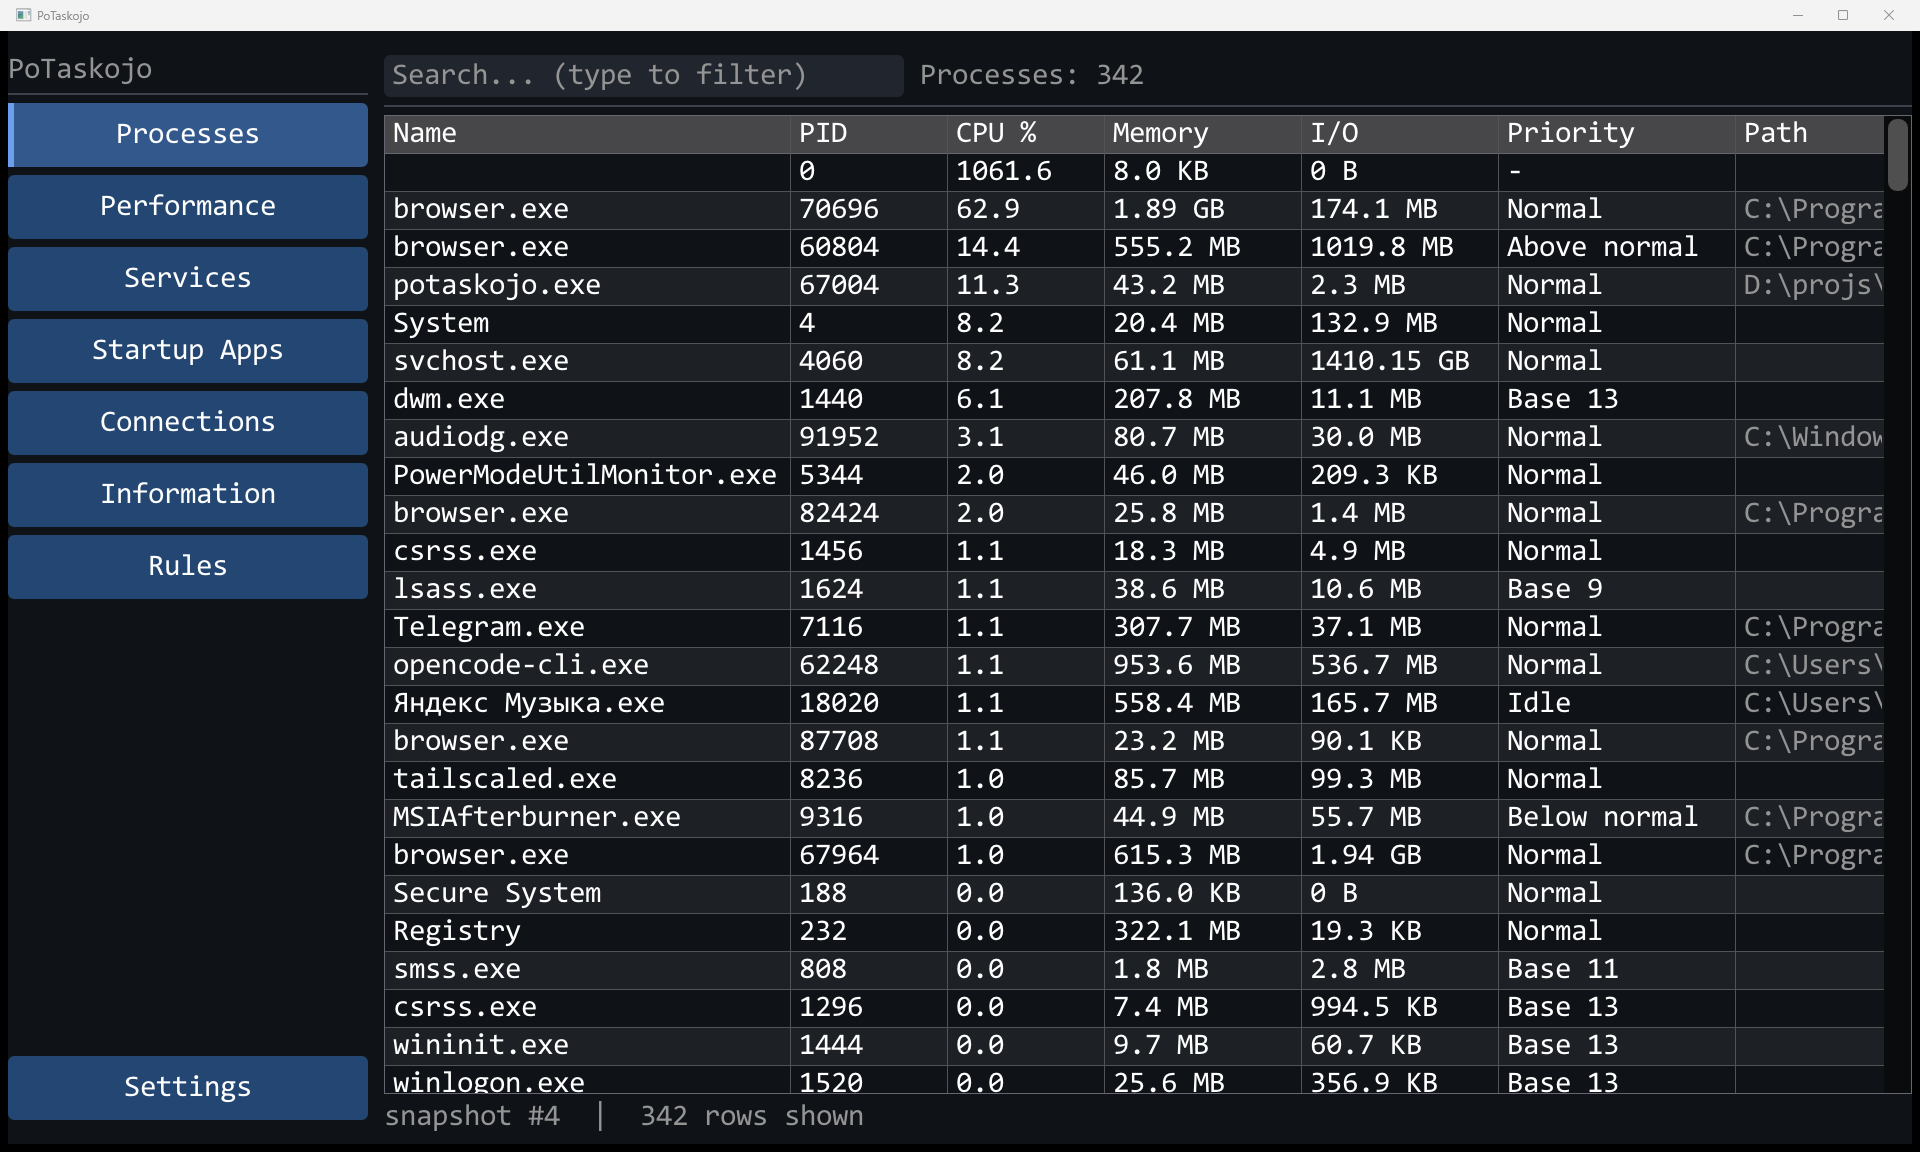 PoTaskojo
PoTaskojo
Search... (type to filter) Processes: 342
Processes
Performance
Services
Startup Apps
Connections
Information
Rules
Settings
Name PID CPU % Memory I/O Priority Path
0 1061.6 8.0 KB 0 B -
browser.exe 70696 62.9 1.89 GB 174.1 MB Normal C:\Progra
browser.exe 60804 14.4 555.2 MB 1019.8 MB Above normal C:\Progra
potaskojo.exe 67004 11.3 43.2 MB 2.3 MB Normal D:\projs\
System 4 8.2 20.4 MB 132.9 MB Normal
svchost.exe 4060 8.2 61.1 MB 1410.15 GB Normal
dwm.exe 1440 6.1 207.8 MB 11.1 MB Base 13
audiodg.exe 91952 3.1 80.7 MB 30.0 MB Normal C:\Window
PowerModeUtilMonitor.exe 5344 2.0 46.0 MB 209.3 KB Normal
browser.exe 82424 2.0 25.8 MB 1.4 MB Normal C:\Progra
csrss.exe 1456 1.1 18.3 MB 4.9 MB Normal
lsass.exe 1624 1.1 38.6 MB 10.6 MB Base 9
Telegram.exe 7116 1.1 307.7 MB 37.1 MB Normal C:\Progra
opencode-cli.exe 62248 1.1 953.6 MB 536.7 MB Normal C:\Users\
Яндекс Музыка.exe 18020 1.1 558.4 MB 165.7 MB Idle C:\Users\
browser.exe 87708 1.1 23.2 MB 90.1 KB Normal C:\Progra
tailscaled.exe 8236 1.0 85.7 MB 99.3 MB Normal
MSIAfterburner.exe 9316 1.0 44.9 MB 55.7 MB Below normal C:\Progra
browser.exe 67964 1.0 615.3 MB 1.94 GB Normal C:\Progra
Secure System 188 0.0 136.0 KB 0 B Normal
Registry 232 0.0 322.1 MB 19.3 KB Normal
smss.exe 808 0.0 1.8 MB 2.8 MB Base 11
csrss.exe 1296 0.0 7.4 MB 994.5 KB Base 13
wininit.exe 1444 0.0 9.7 MB 60.7 KB Base 13
winlogon.exe 1520 0.0 25.6 MB 356.9 KB Base 13
snapshot #4 | 342 rows shown